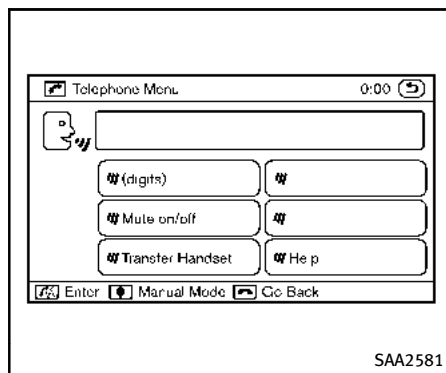 Telephone Menu 0:00
(digits)
Mute on/off
Transfer Handset Help
Enter Manual Mode Go Back
SAA2581